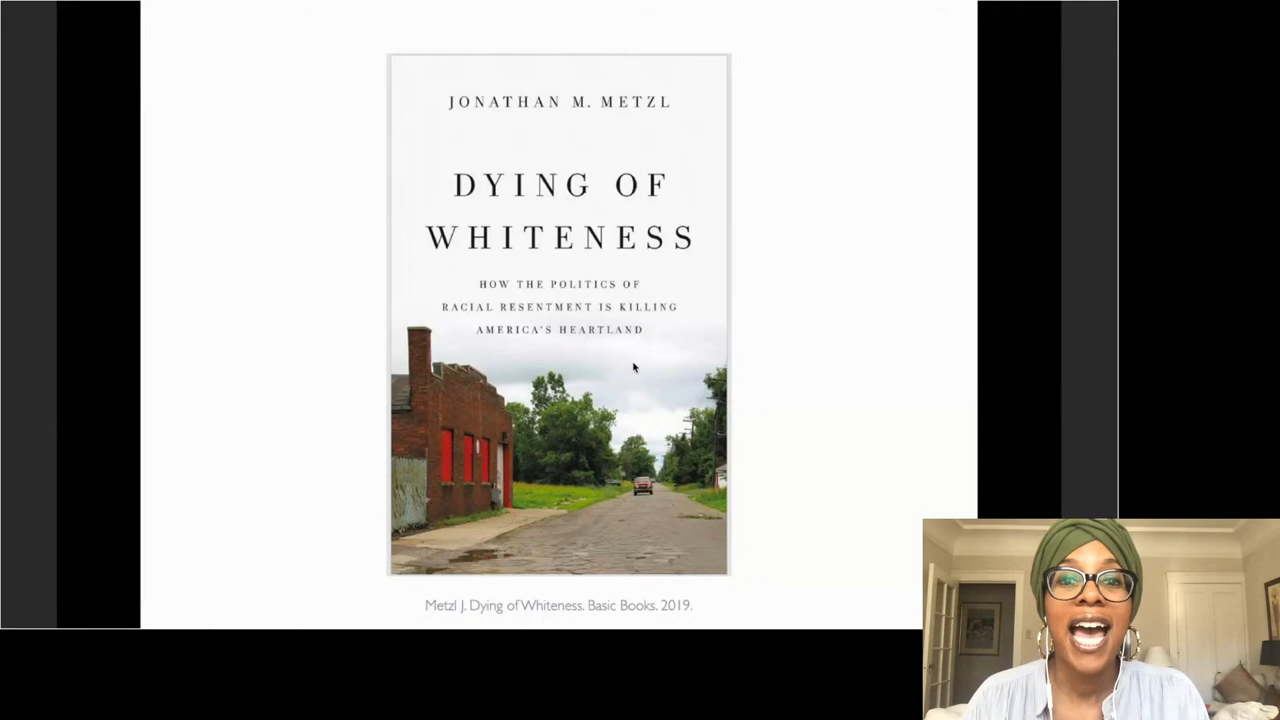 JONATHAN M. METZL
DYING OF
WHITENESS
HOW THE POLITICS OF
RACIAL RESENTMENT IS KILLING
AMERICA'S HEARTLAND
Metzl J. Dying of Whiteness. Basic Books. 2019.